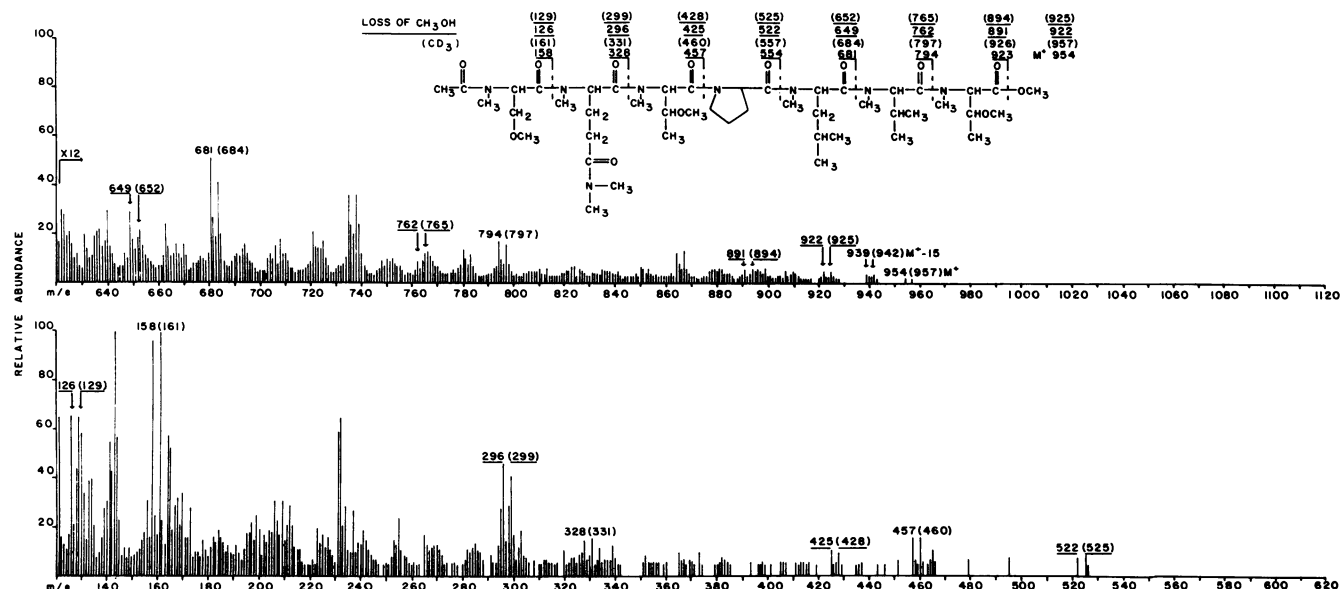 LOSS OF CH3OH (129) (299) (428) (525) (652) (765) (894) (925)
126 296 425 522 649 762 891 922
(CD3) (161) (331) (460) (557) (684) (797) (926) (957)
158 328 457 554 681 794 923 M+ 954
O O O O O O O O
CH3-C-N-CH-C-N-CH-C-N-CH-C-N C-N-CH-C-N-CH-C-N-CH-C-OCH3
CH3 CH2 CH3 CH2 CH3 CHOCH3 CH3 CH2 CH3 CHCH3 CH3 CHOCH3
OCH3 CH2 CH3 CHCH3 CH3 CH3
C=O CH3
N-CH3
CH3
RELATIVE ABUNDANCE
100
80
60
40
20
X12
649(652)
681(684)
762(765)
794(797)
891(894)
922(925)
939(942)M+-15
954(957)M+
m/e 640 660 680 700 720 740 760 780 800 820 840 860 880 900 920 940 960 980 1000 1020 1040 1060 1080 1100 1120
100
80
60
40
20
126(129)
158(161)
296(299)
328(331)
425(428)
457(460)
522(525)
m/e 140 160 180 200 220 240 260 280 300 320 340 360 380 400 420 440 460 480 500 520 540 560 580 600 620